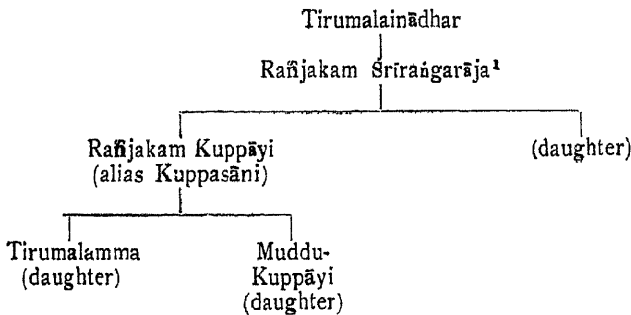 Tirumalainādhar
Rañjakam Śrīraṅgarāja¹
Rañjakam Kuppāyi (daughter)
(alias Kuppasāni)
Tirumalamma Muddu-
(daughter) Kuppāyi
(daughter)